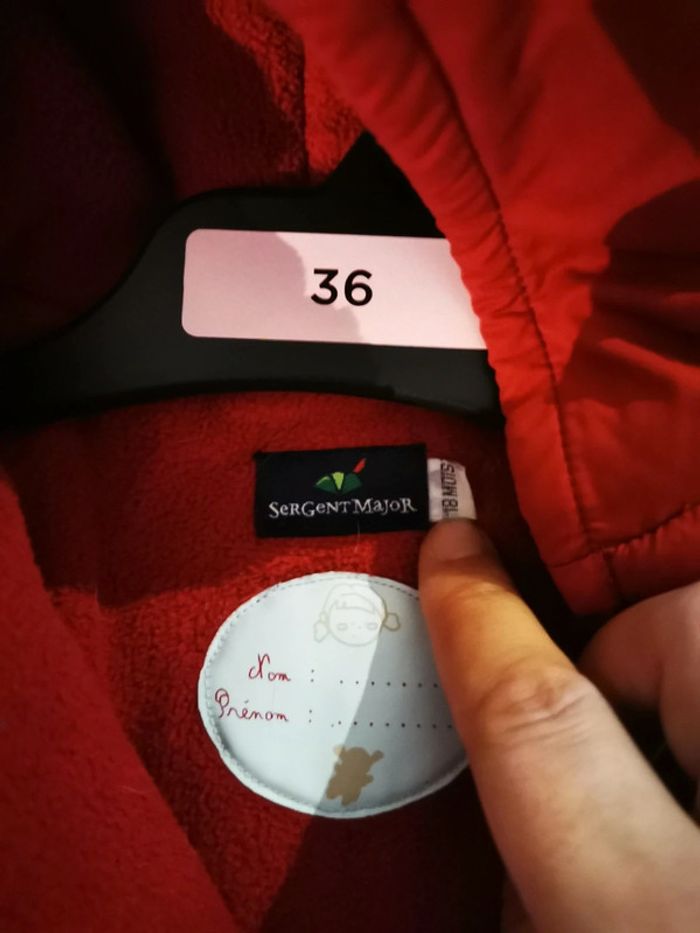 36
SeRGeNT MaJoR
18 MOIS
Nom : . . . . . .
Prénom : . . . . . .